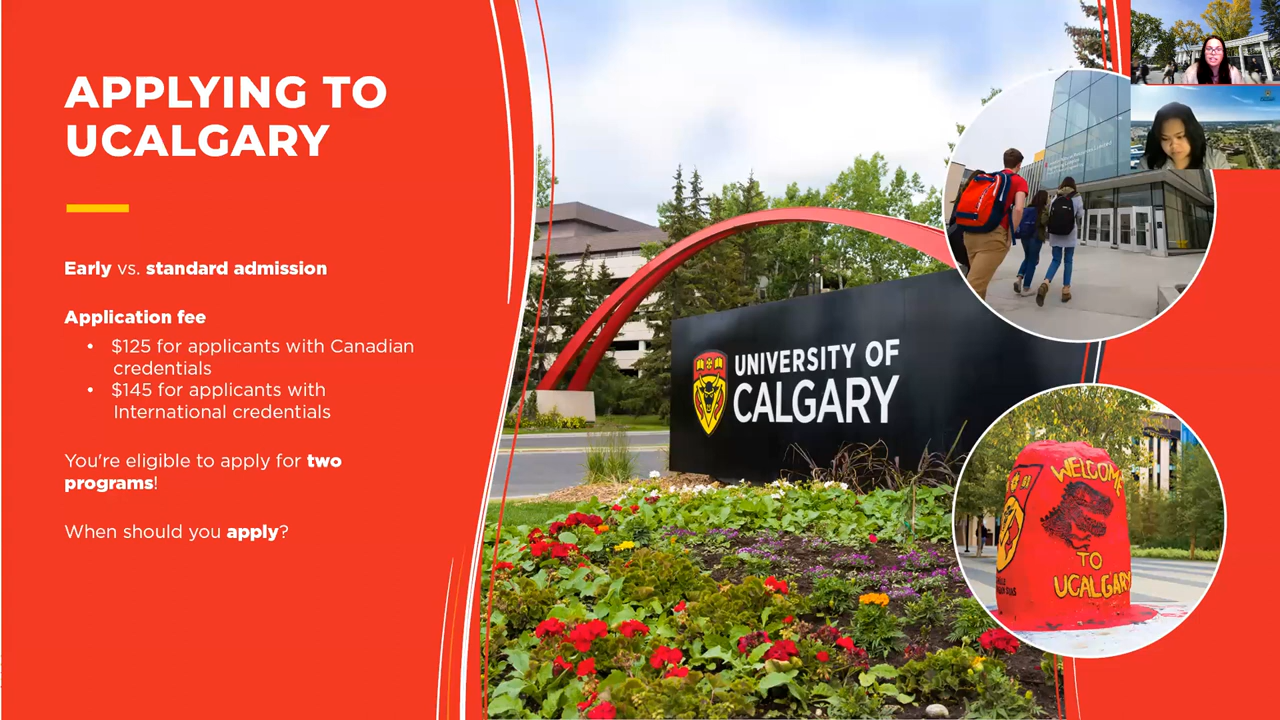 APPLYING TO
UCALGARY
Early vs. standard admission
Application fee
• $125 for applicants with Canadian
credentials
• $145 for applicants with
International credentials
You're eligible to apply for two
programs!
When should you apply?
UNIVERSITY OF
CALGARY
WELCOME
TO
UCALGARY